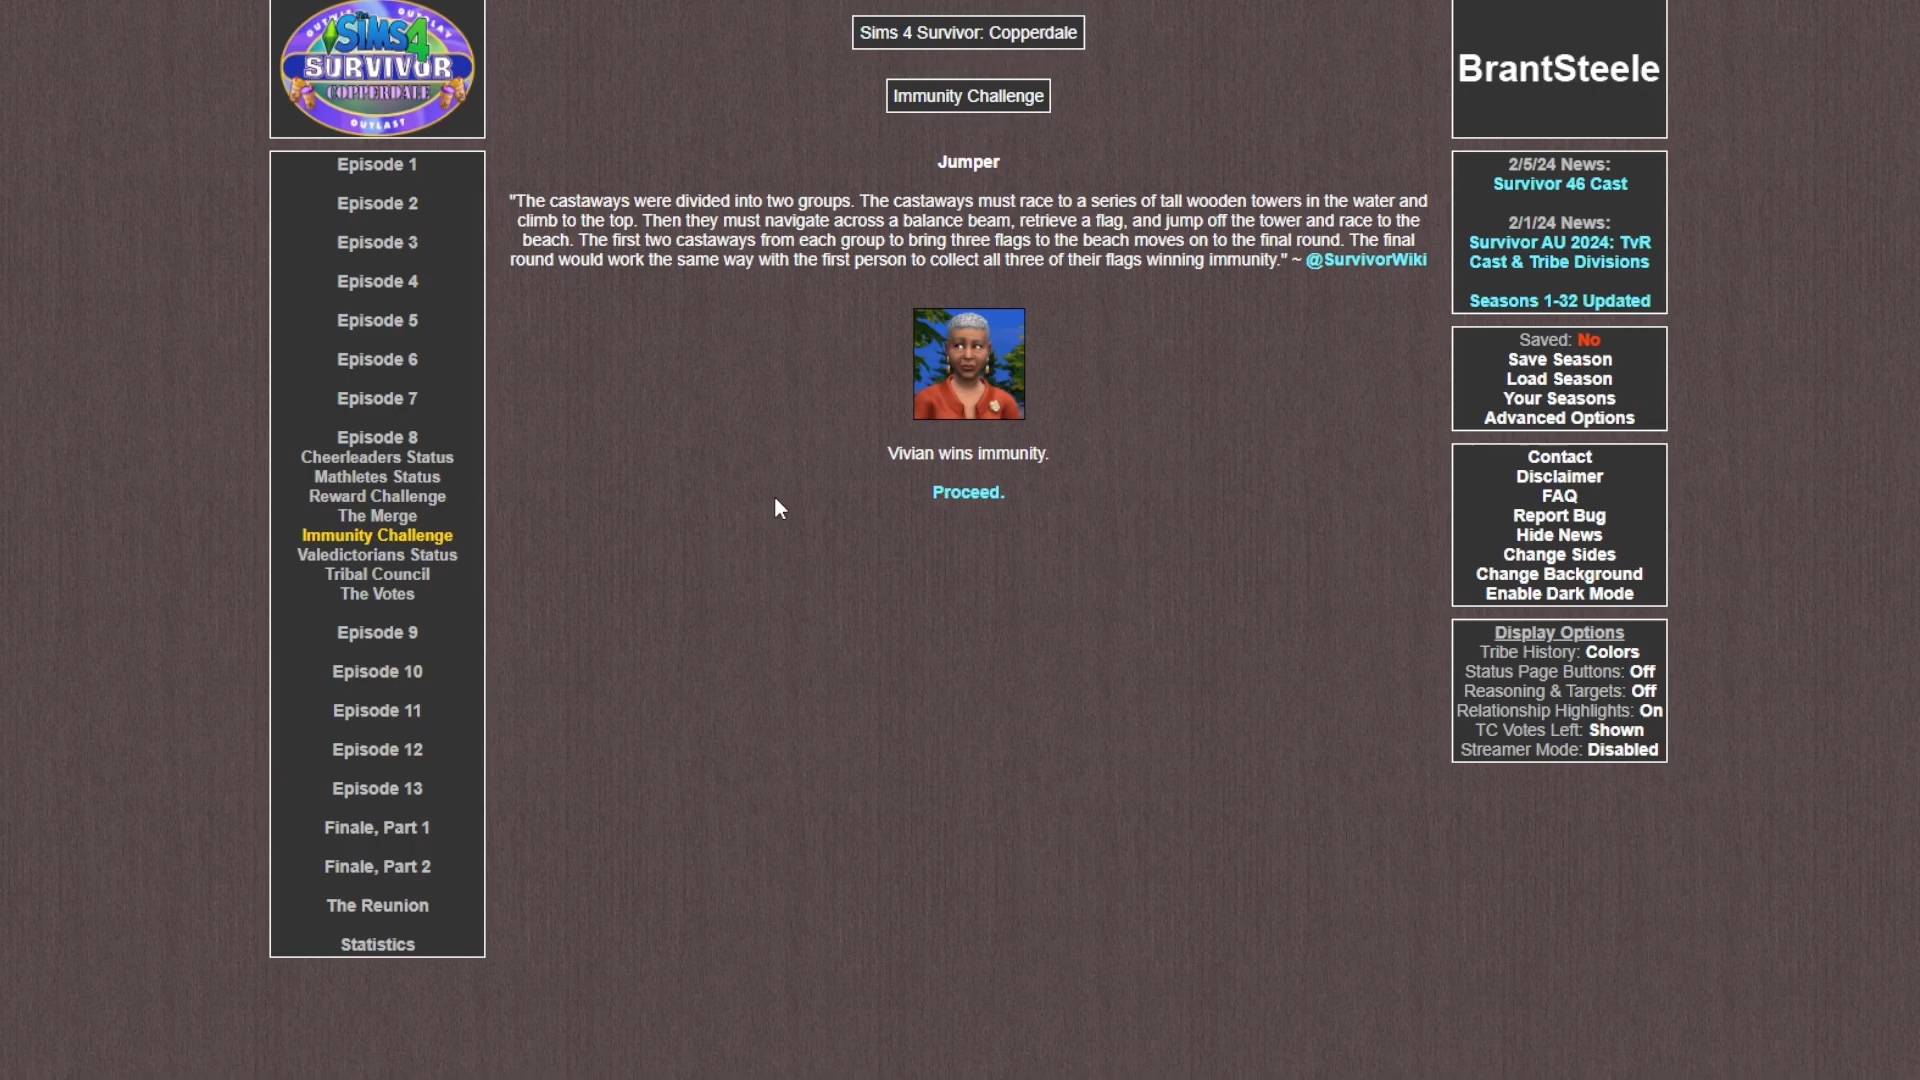 OUTWIT OUTPLAY
The SIMS 4
SURVIVOR
COPPERDALE
OUTLAST
Episode 1
Episode 2
Episode 3
Episode 4
Episode 5
Episode 6
Episode 7
Episode 8
Cheerleaders Status
Mathletes Status
Reward Challenge
The Merge
Immunity Challenge
Valedictorians Status
Tribal Council
The Votes
Episode 9
Episode 10
Episode 11
Episode 12
Episode 13
Finale, Part 1
Finale, Part 2
The Reunion
Statistics
Sims 4 Survivor: Copperdale
Immunity Challenge
Jumper
"The castaways were divided into two groups. The castaways must race to a series of tall wooden towers in the water and
climb to the top. Then they must navigate across a balance beam, retrieve a flag, and jump off the tower and race to the
beach. The first two castaways from each group to bring three flags to the beach moves on to the final round. The final
round would work the same way with the first person to collect all three of their flags winning immunity." ~ @SurvivorWiki
Vivian wins immunity.
Proceed.
BrantSteele
2/5/24 News:
Survivor 46 Cast
2/1/24 News:
Survivor AU 2024: TvR
Cast & Tribe Divisions
Seasons 1-32 Updated
Saved: No
Save Season
Load Season
Your Seasons
Advanced Options
Contact
Disclaimer
FAQ
Report Bug
Hide News
Change Sides
Change Background
Enable Dark Mode
Display Options
Tribe History: Colors
Status Page Buttons: Off
Reasoning & Targets: Off
Relationship Highlights: On
TC Votes Left: Shown
Streamer Mode: Disabled